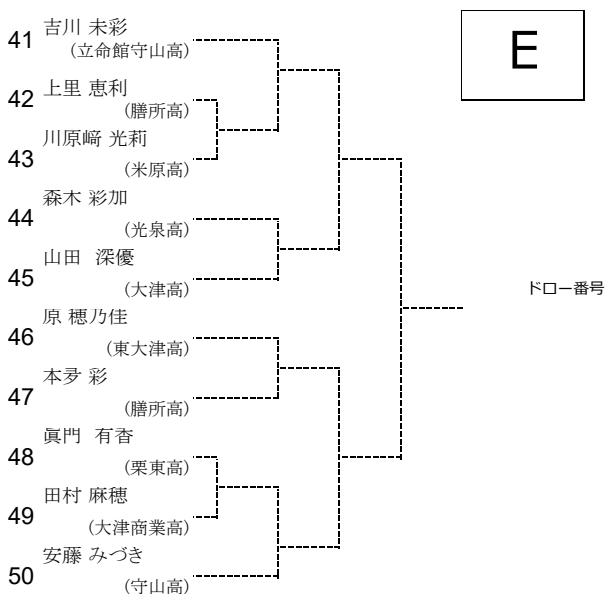 E
41 吉川 未彩
(立命館守山高)
42 上里 恵利
(膳所高)
43 川原﨑 光莉
(米原高)
44 森木 彩加
(光泉高)
45 山田 深優
(大津高)
46 原 穂乃佳
(東大津高)
47 本夛 彩
(膳所高)
48 眞門 有香
(栗東高)
49 田村 麻穂
(大津商業高)
50 安藤 みづき
(守山高)
ドロー番号